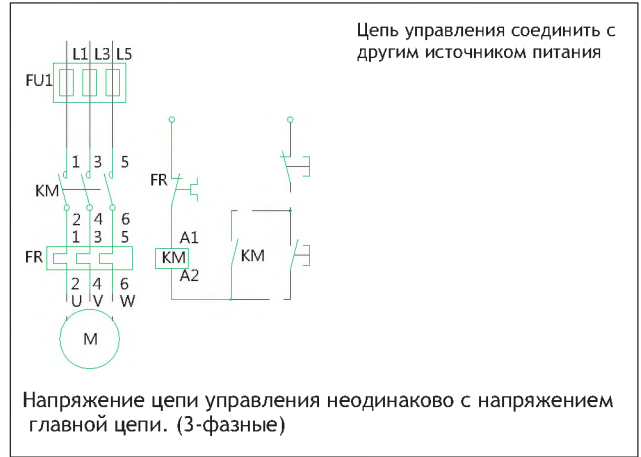 Цепь управления соединить с
другим источником питания
L1 L3 L5
FU1
1 3 5
KM
2 4 6
1 3 5
FR
2 4 6
U V W
M
FR
A1
KM
A2
KM
Напряжение цепи управления неодинаково с напряжением
главной цепи. (3-фазные)